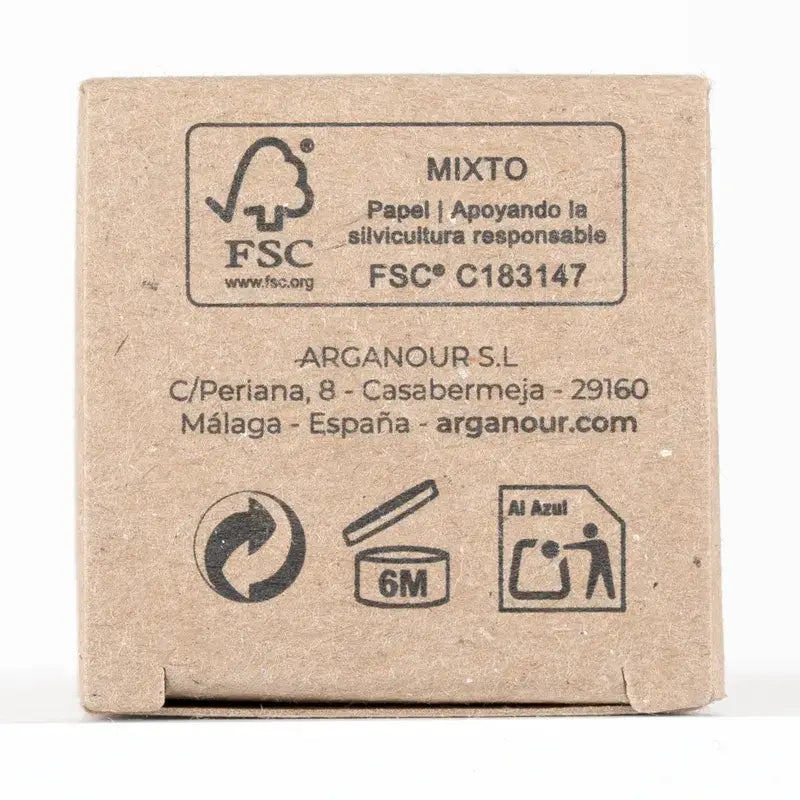 MIXTO
Papel | Apoyando la
silvicultura responsable
FSC® C183147
FSC
www.fsc.org
ARGANOUR S.L
C/Periana, 8 - Casabermeja - 29160
Málaga - España - arganour.com
6M
Al Azul